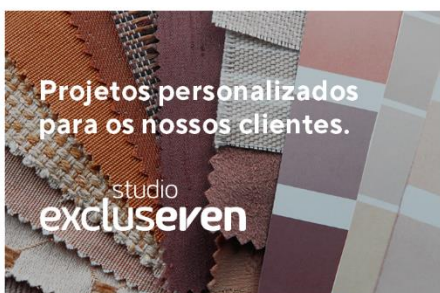 Projetos personalizados
para os nossos clientes.
studio
excluseven